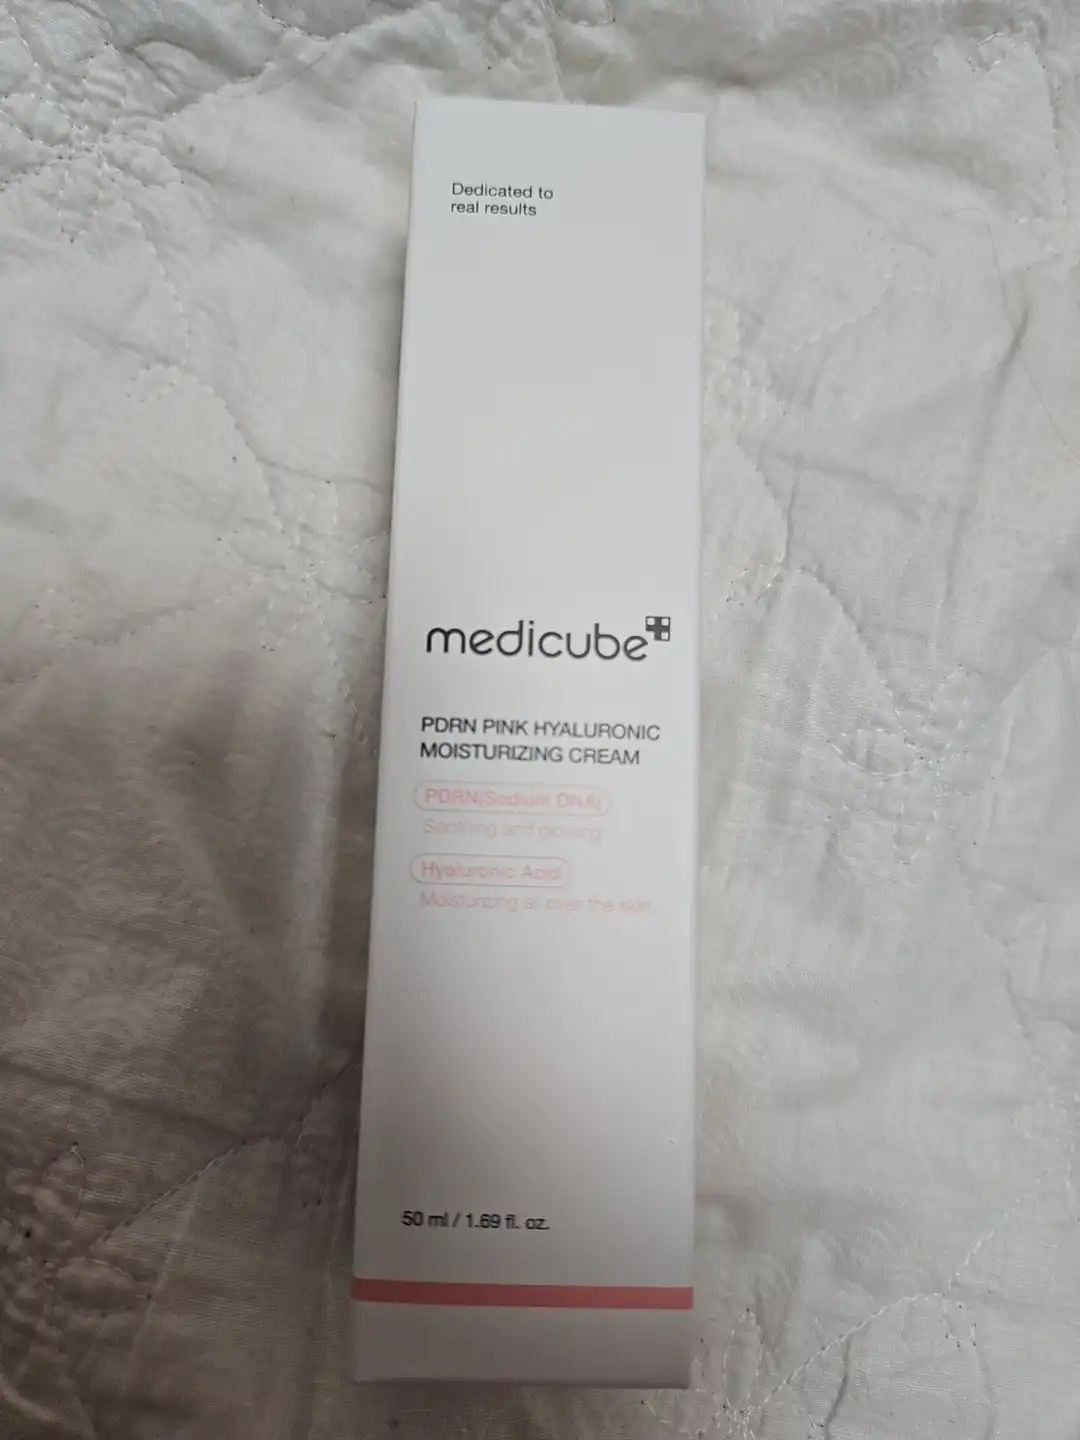 Dedicated to
real results
medicube
PDRN PINK HYALURONIC
MOISTURIZING CREAM
PDRN(Sodium DNA)
Soothing and glowing
Hyaluronic Acid
Moisturizing all over the skin
50 ml / 1.69 fl. oz.